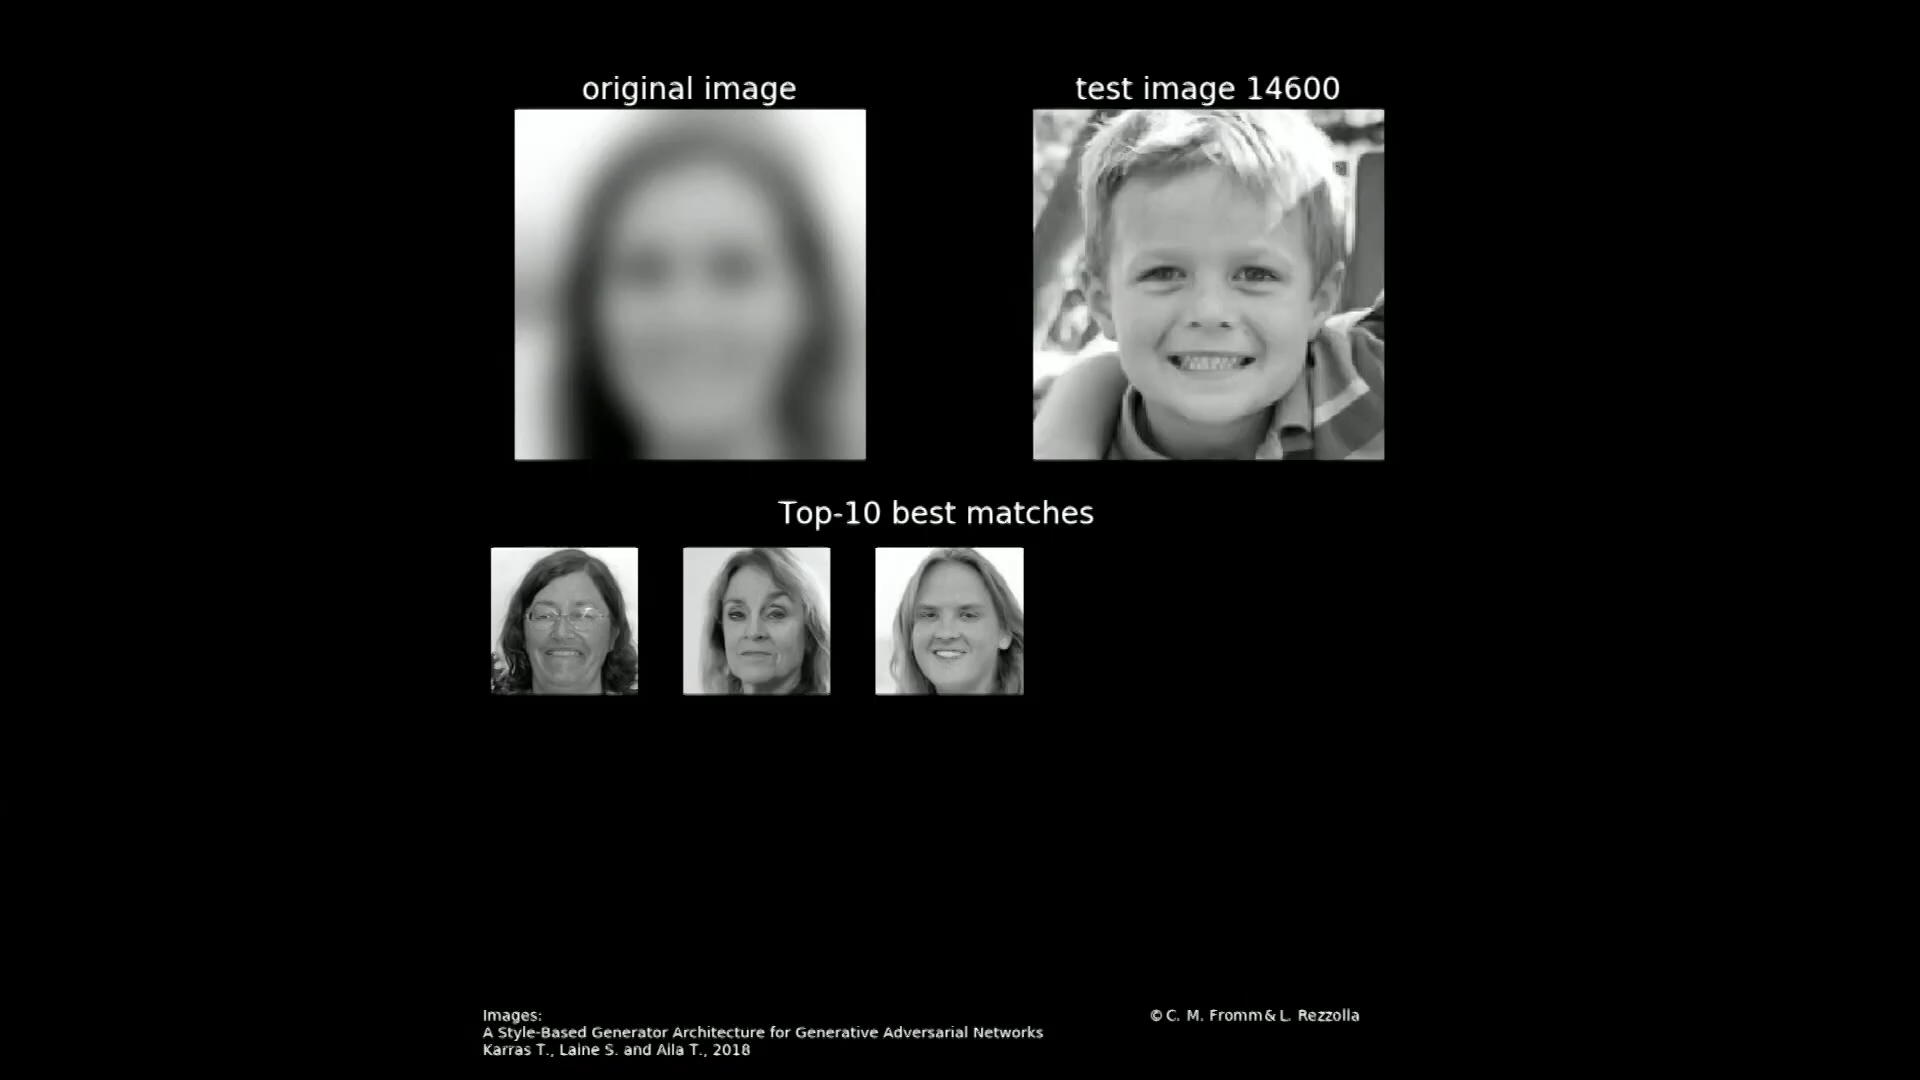 original image
test image 14600
Top-10 best matches
Images:
A Style-Based Generator Architecture for Generative Adversarial Networks
Karras T., Laine S. and Aila T., 2018
© C. M. Fromm & L. Rezzolla